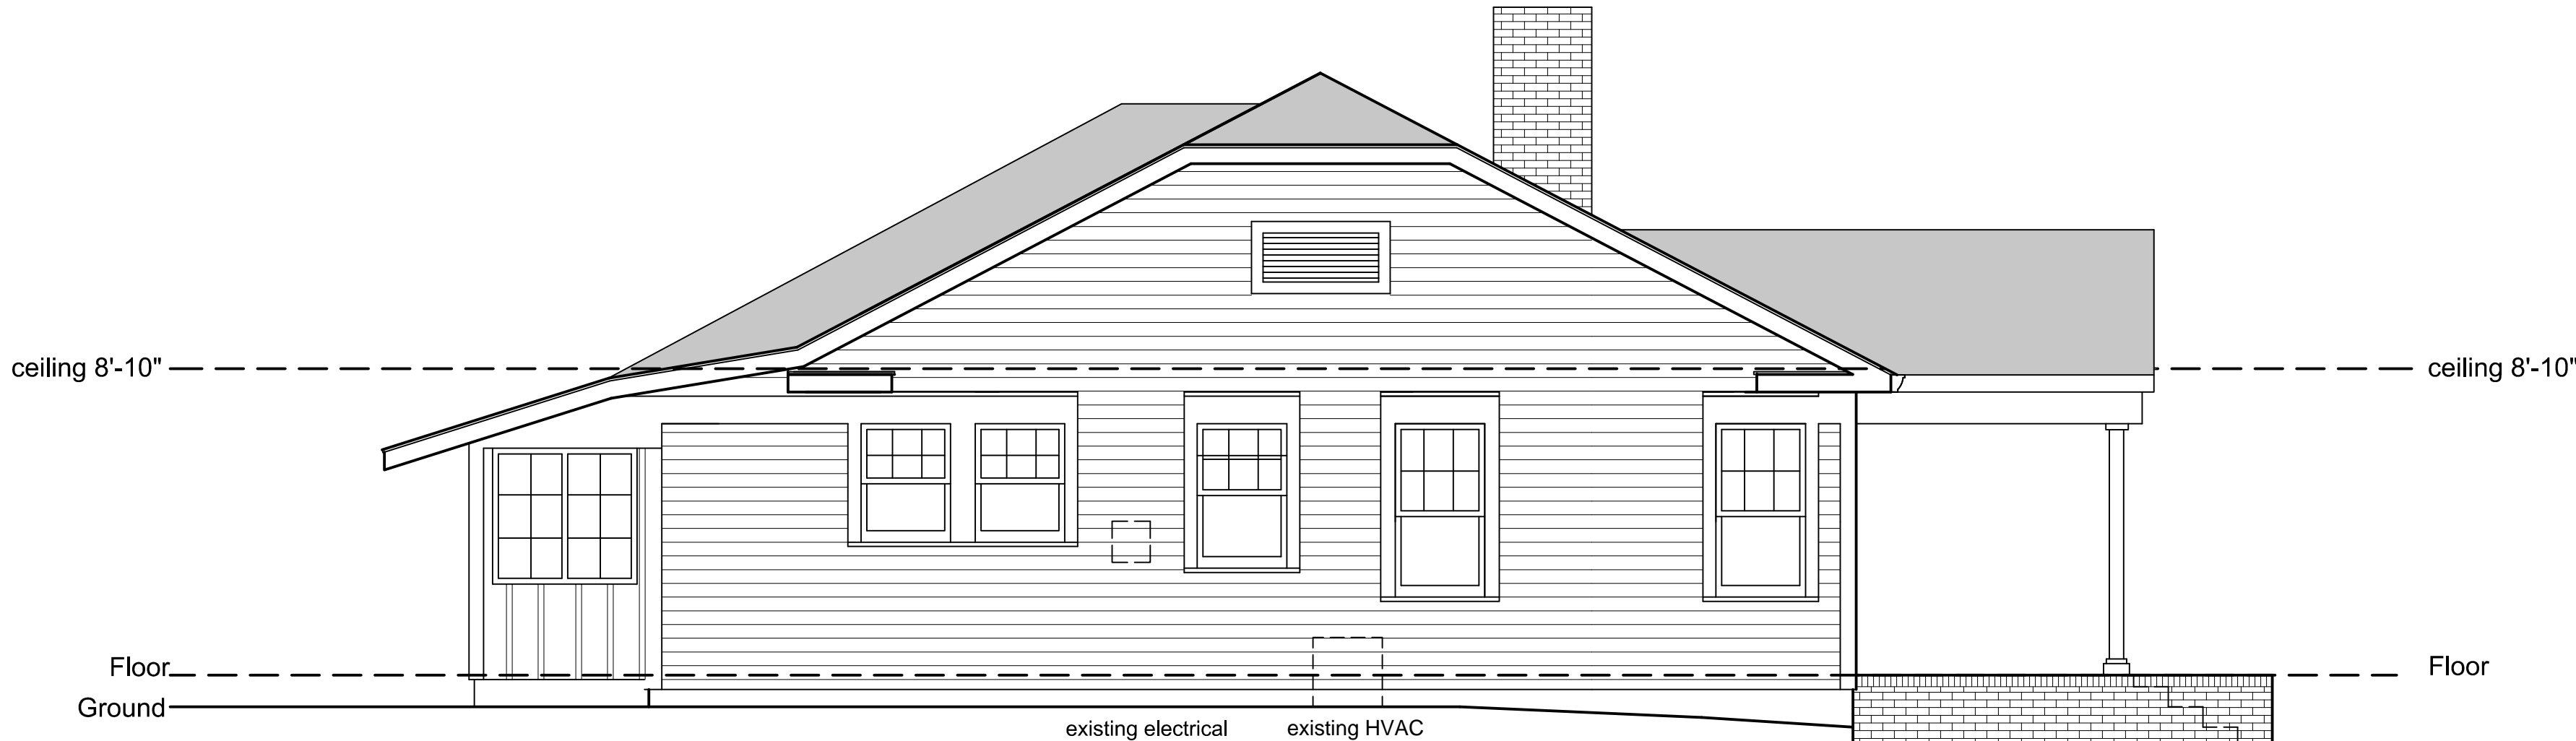 ceiling 8'-10" ceiling 8'-10"
Floor Floor
Ground
existing electrical existing HVAC